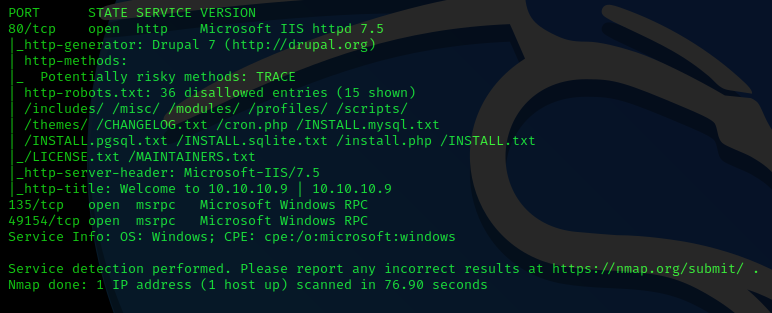 PORT STATE SERVICE VERSION
80/tcp open http Microsoft IIS httpd 7.5
|_http-generator: Drupal 7 (http://drupal.org)
| http-methods:
|_ Potentially risky methods: TRACE
| http-robots.txt: 36 disallowed entries (15 shown)
| /includes/ /misc/ /modules/ /profiles/ /scripts/
| /themes/ /CHANGELOG.txt /cron.php /INSTALL.mysql.txt
| /INSTALL.pgsql.txt /INSTALL.sqlite.txt /install.php /INSTALL.txt
|_/LICENSE.txt /MAINTAINERS.txt
|_http-server-header: Microsoft-IIS/7.5
|_http-title: Welcome to 10.10.10.9 | 10.10.10.9
135/tcp open msrpc Microsoft Windows RPC
49154/tcp open msrpc Microsoft Windows RPC
Service Info: OS: Windows; CPE: cpe:/o:microsoft:windows
Service detection performed. Please report any incorrect results at https://nmap.org/submit/ .
Nmap done: 1 IP address (1 host up) scanned in 76.90 seconds